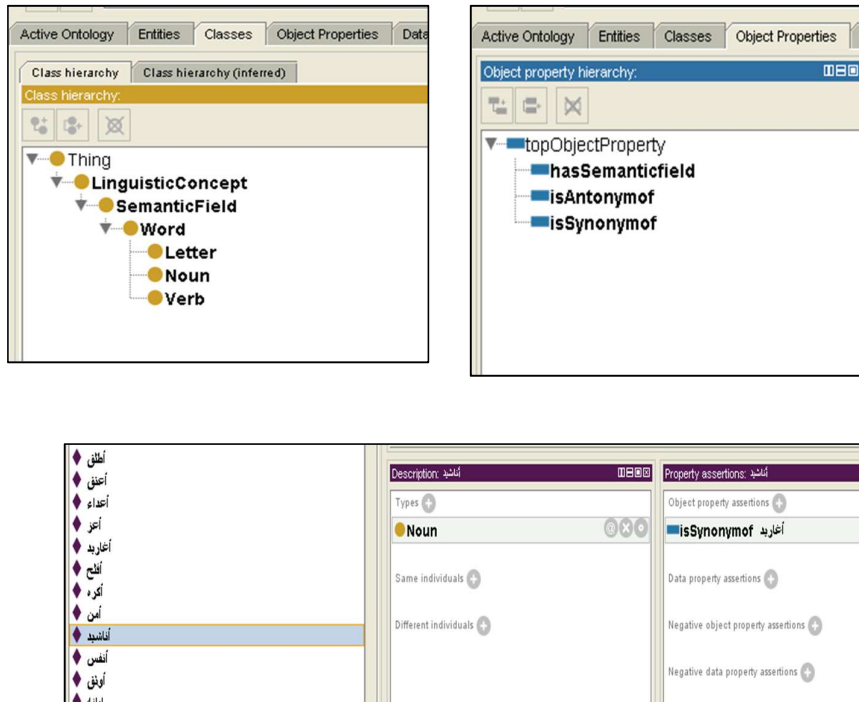 Active Ontology Entities Classes Object Properties Data
Class hierarchy Class hierarchy (inferred)
Class hierarchy:
Thing
LinguisticConcept
SemanticField
Word
Letter
Noun
Verb
Active Ontology Entities Classes Object Properties
Object property hierarchy:
topObjectProperty
hasSemanticfield
isAntonymof
isSynonymof
أطلق
أعتق
أعداء
أعز
أغاريد
أفلح
أكره
أمن
أناشيد
أنفس
أوثق
Description: أناشيد
Types
Noun
Same individuals
Different individuals
Property assertions: أناشيد
Object property assertions
isSynonymof أغاريد
Data property assertions
Negative object property assertions
Negative data property assertions